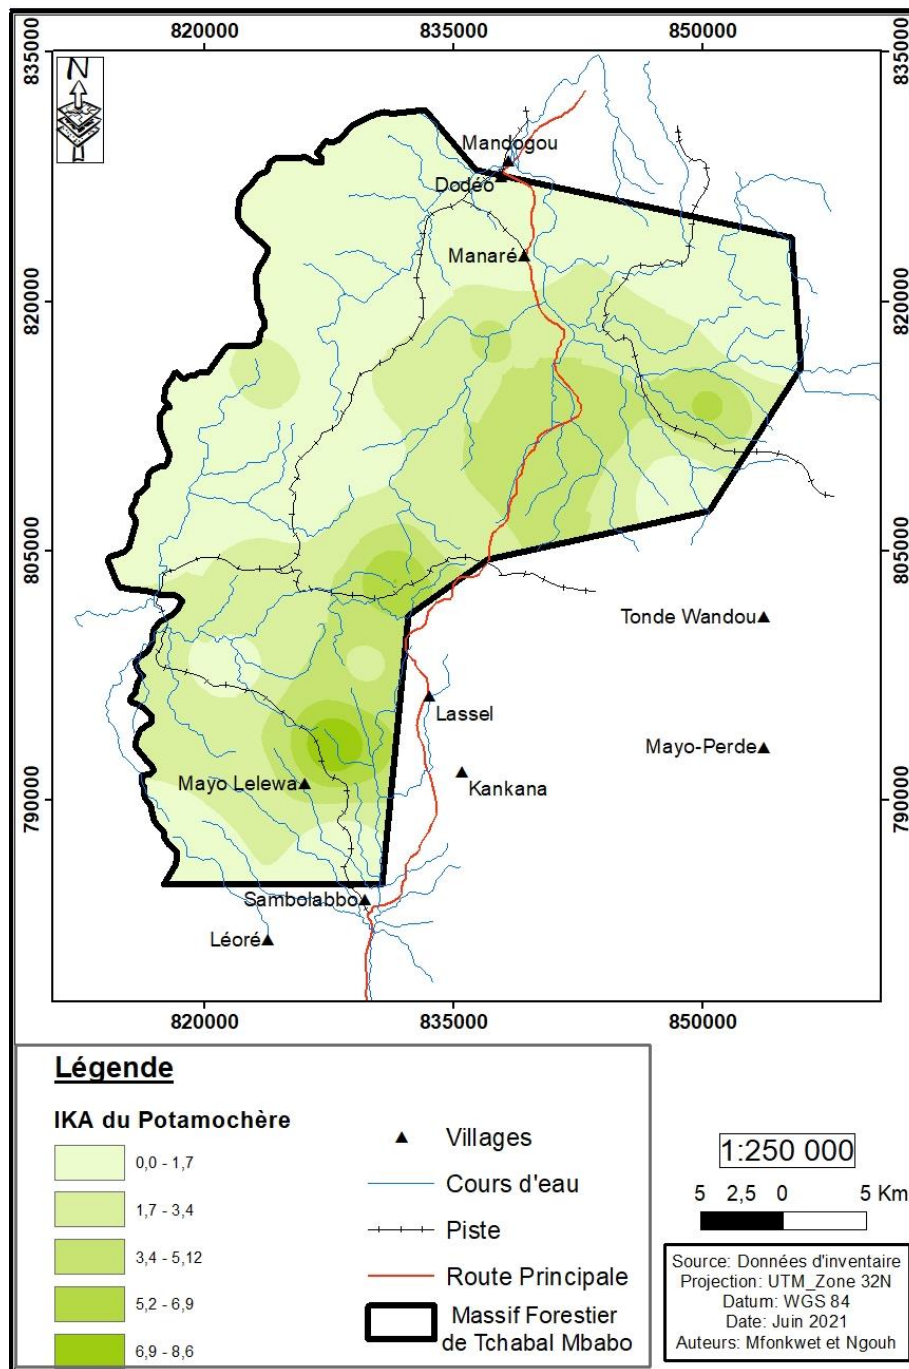 820000 835000 850000
835000 835000
N
Mandogou
Dodéo
Manaré
820000 820000
805000 805000
Tonde Wandou
Lassel
Mayo-Perde
Mayo Lelewa
Kankana
790000 790000
Sambolabbo
Léoré
820000 835000 850000
Légende
IKA du Potamochère
0,0 - 1,7
1,7 - 3,4
3,4 - 5,12
5,2 - 6,9
6,9 - 8,6
Villages
Cours d'eau
Piste
Route Principale
Massif Forestier
de Tchabal Mbabo
1:250 000
5 2,5 0 5 Km
Source: Données d'inventaire
Projection: UTM_Zone 32N
Datum: WGS 84
Date: Juin 2021
Auteurs: Mfonkwet et Ngouh